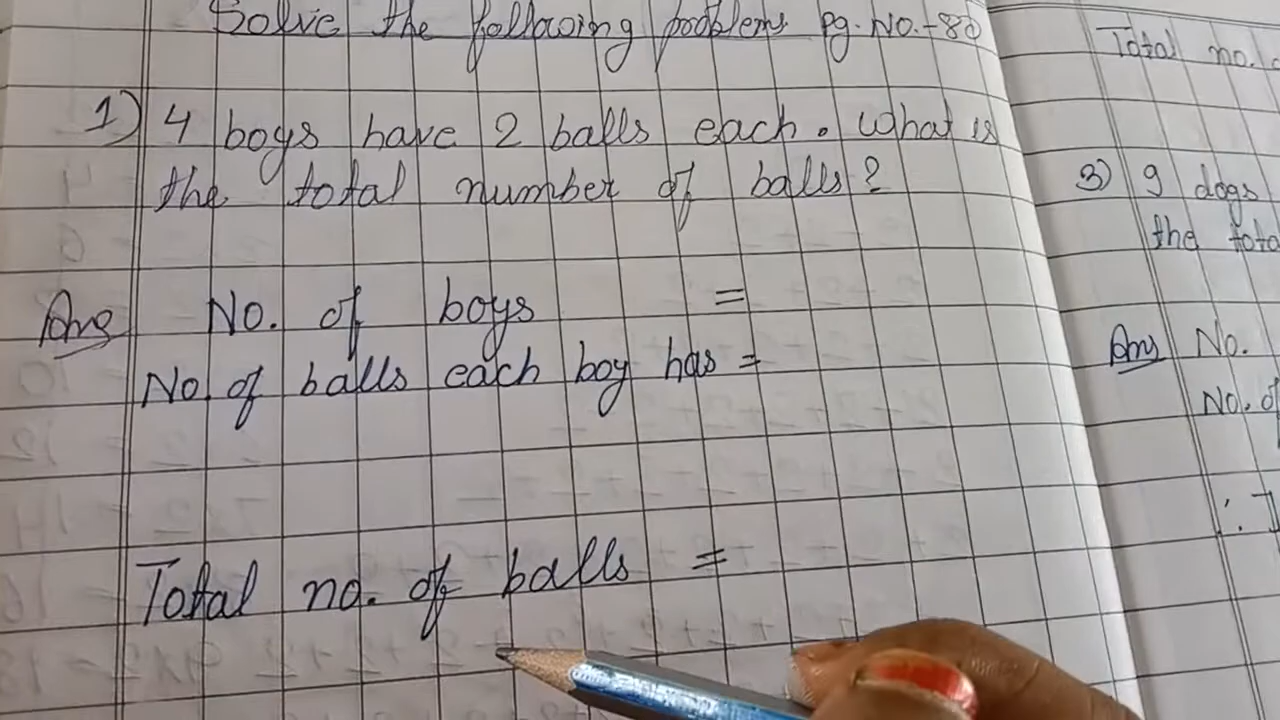 Solve the following problems Pg. No.-80
1) 4 boys have 2 balls each. What is
the total number of balls?
Ans No. of boys =
No. of balls each boy has =
Total no. of balls =
Total no.
3) 9 dogs
the
Ans No.
No. of